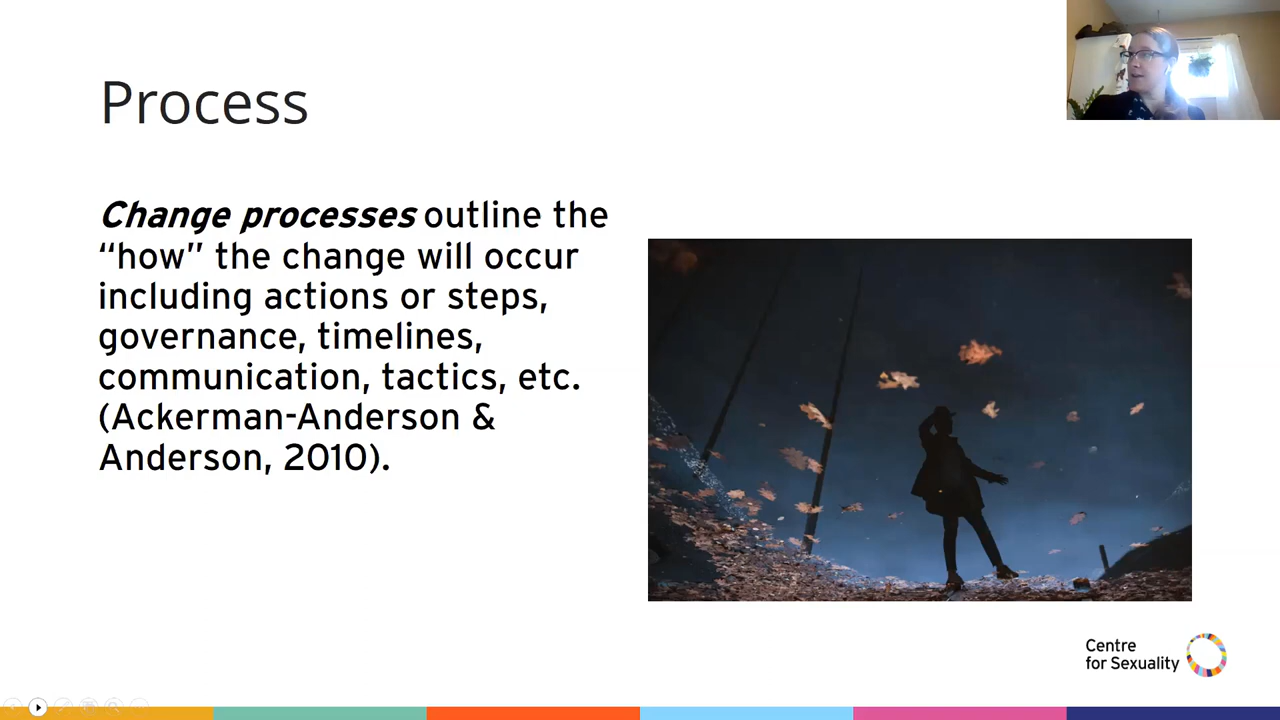 Process
Change processes outline the
“how” the change will occur
including actions or steps,
governance, timelines,
communication, tactics, etc.
(Ackerman-Anderson &
Anderson, 2010).
Centre
for Sexuality